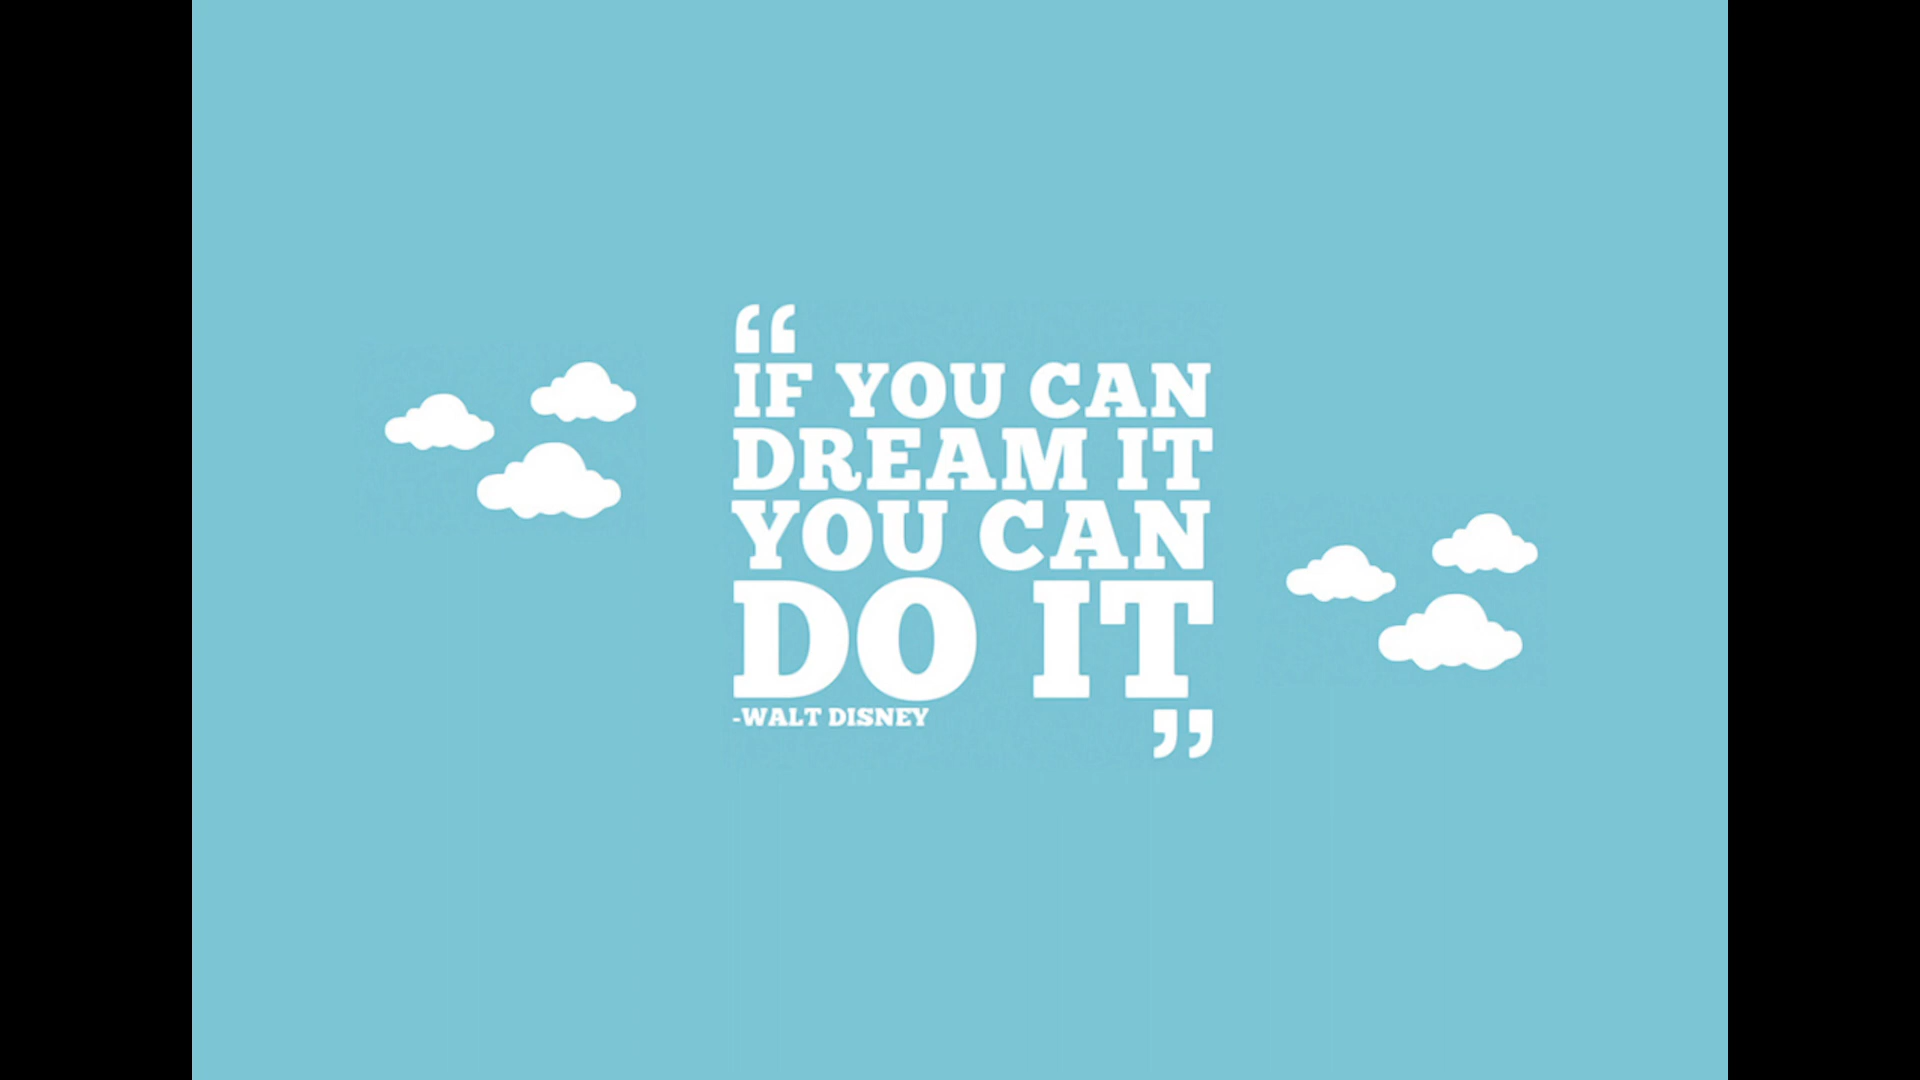 “
IF YOU CAN
DREAM IT
YOU CAN
DO IT
-WALT DISNEY
”